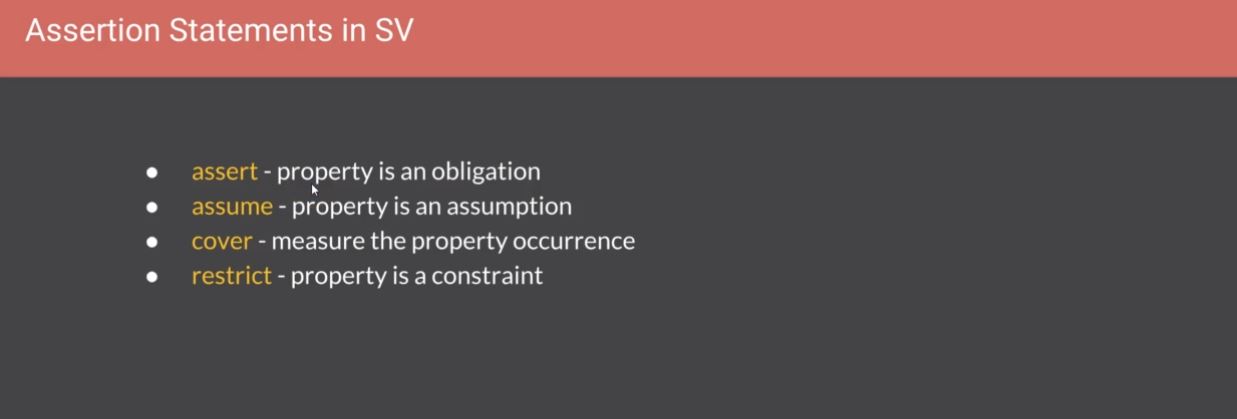 Assertion Statements in SV
● assert - property is an obligation
● assume - property is an assumption
● cover - measure the property occurrence
● restrict - property is a constraint